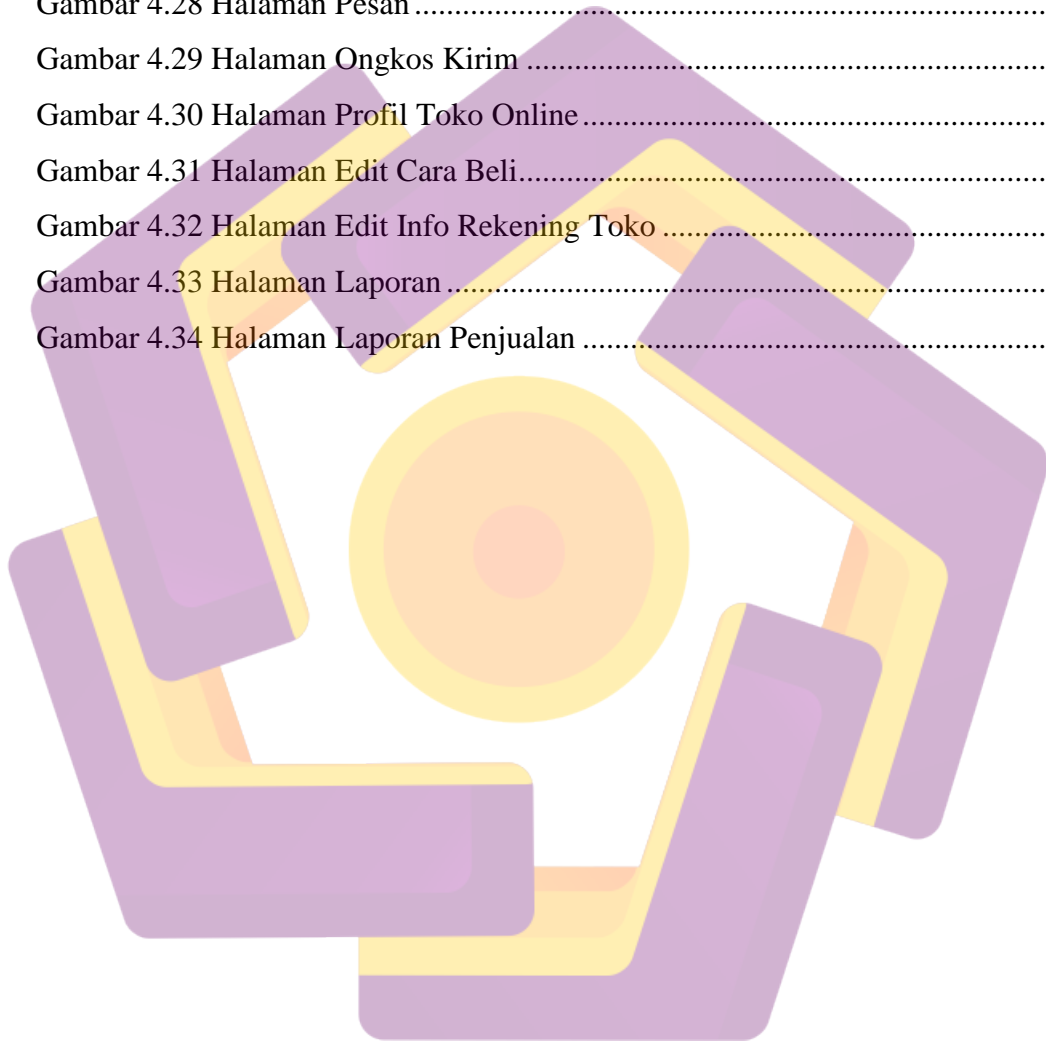 Gambar 4.28 Halaman Pesan ................................................................................
Gambar 4.29 Halaman Ongkos Kirim .................................................................
Gambar 4.30 Halaman Profil Toko Online..........................................................
Gambar 4.31 Halaman Edit Cara Beli..................................................................
Gambar 4.32 Halaman Edit Info Rekening Toko ................................................
Gambar 4.33 Halaman Laporan ...........................................................................
Gambar 4.34 Halaman Laporan Penjualan ..........................................................